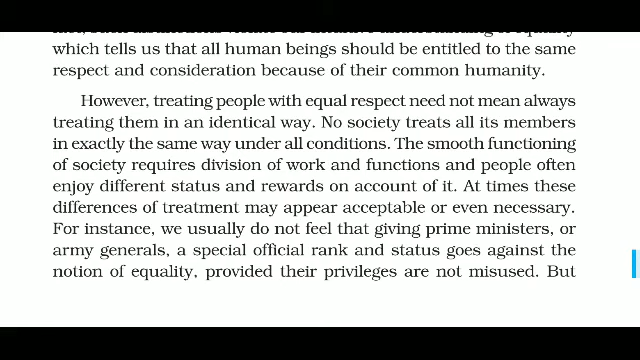 which tells us that all human beings should be entitled to the same
respect and consideration because of their common humanity.
However, treating people with equal respect need not mean always
treating them in an identical way. No society treats all its members
in exactly the same way under all conditions. The smooth functioning
of society requires division of work and functions and people often
enjoy different status and rewards on account of it. At times these
differences of treatment may appear acceptable or even necessary.
For instance, we usually do not feel that giving prime ministers, or
army generals, a special official rank and status goes against the
notion of equality, provided their privileges are not misused. But